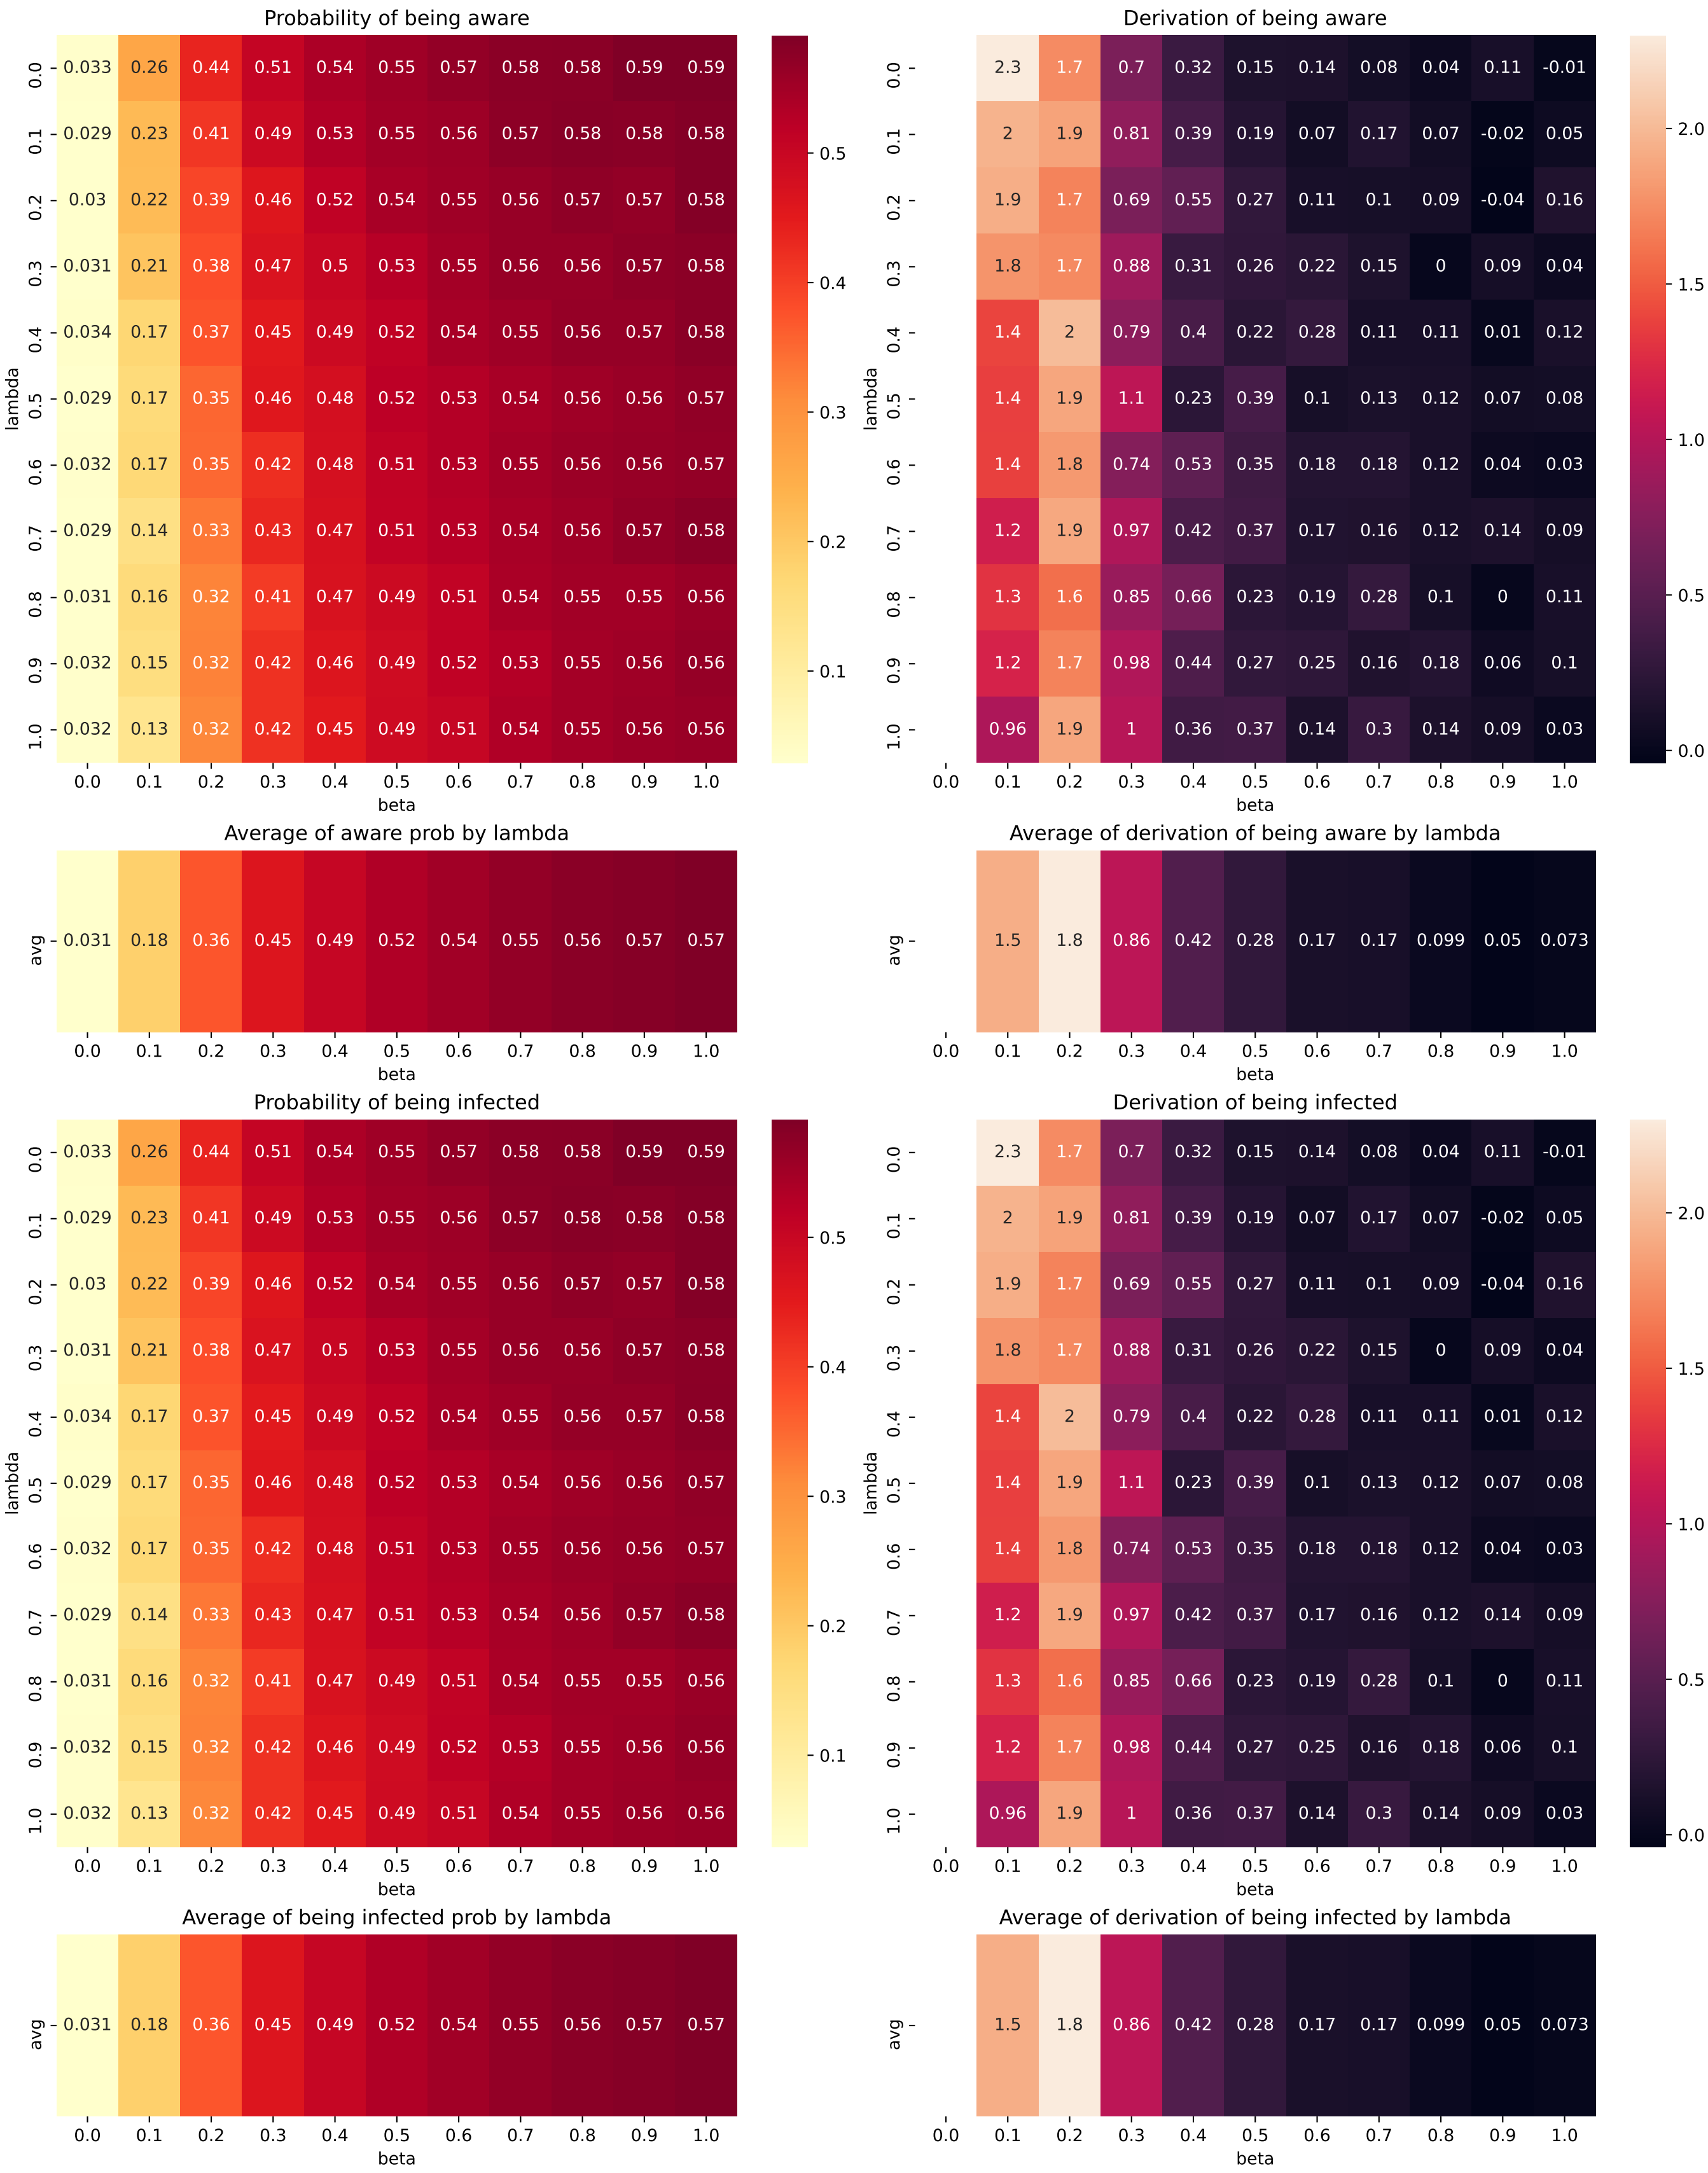 Probability of being aware
0.0 0.033 0.26 0.44 0.51 0.54 0.55 0.57 0.58 0.58 0.59 0.59
0.1 0.029 0.23 0.41 0.49 0.53 0.55 0.56 0.57 0.58 0.58 0.58
0.2 0.03 0.22 0.39 0.46 0.52 0.54 0.55 0.56 0.57 0.57 0.58
0.3 0.031 0.21 0.38 0.47 0.5 0.53 0.55 0.56 0.56 0.57 0.58
0.4 0.034 0.17 0.37 0.45 0.49 0.52 0.54 0.55 0.56 0.57 0.58
0.5 0.029 0.17 0.35 0.46 0.48 0.52 0.53 0.54 0.56 0.56 0.57
0.6 0.032 0.17 0.35 0.42 0.48 0.51 0.53 0.55 0.56 0.56 0.57
0.7 0.029 0.14 0.33 0.43 0.47 0.51 0.53 0.54 0.56 0.57 0.58
0.8 0.031 0.16 0.32 0.41 0.47 0.49 0.51 0.54 0.55 0.55 0.56
0.9 0.032 0.15 0.32 0.42 0.46 0.49 0.52 0.53 0.55 0.56 0.56
1.0 0.032 0.13 0.32 0.42 0.45 0.49 0.51 0.54 0.55 0.56 0.56
lambda
0.0 0.1 0.2 0.3 0.4 0.5 0.6 0.7 0.8 0.9 1.0
beta
0.5
0.4
0.3
0.2
0.1
Derivation of being aware
2.3 1.7 0.7 0.32 0.15 0.14 0.08 0.04 0.11 -0.01
2 1.9 0.81 0.39 0.19 0.07 0.17 0.07 -0.02 0.05
1.9 1.7 0.69 0.55 0.27 0.11 0.1 0.09 -0.04 0.16
1.8 1.7 0.88 0.31 0.26 0.22 0.15 0 0.09 0.04
1.4 2 0.79 0.4 0.22 0.28 0.11 0.11 0.01 0.12
1.4 1.9 1.1 0.23 0.39 0.1 0.13 0.12 0.07 0.08
1.4 1.8 0.74 0.53 0.35 0.18 0.18 0.12 0.04 0.03
1.2 1.9 0.97 0.42 0.37 0.17 0.16 0.12 0.14 0.09
1.3 1.6 0.85 0.66 0.23 0.19 0.28 0.1 0 0.11
1.2 1.7 0.98 0.44 0.27 0.25 0.16 0.18 0.06 0.1
0.96 1.9 1 0.36 0.37 0.14 0.3 0.14 0.09 0.03
0.0
0.1
0.2
0.3
0.4
0.5
0.6
0.7
0.8
0.9
1.0
lambda
0.0 0.1 0.2 0.3 0.4 0.5 0.6 0.7 0.8 0.9 1.0
beta
2.0
1.5
1.0
0.5
0.0
Average of aware prob by lambda
avg 0.031 0.18 0.36 0.45 0.49 0.52 0.54 0.55 0.56 0.57 0.57
0.0 0.1 0.2 0.3 0.4 0.5 0.6 0.7 0.8 0.9 1.0
beta
Average of derivation of being aware by lambda
avg 1.5 1.8 0.86 0.42 0.28 0.17 0.17 0.099 0.05 0.073
0.0 0.1 0.2 0.3 0.4 0.5 0.6 0.7 0.8 0.9 1.0
beta
Probability of being infected
0.0 0.033 0.26 0.44 0.51 0.54 0.55 0.57 0.58 0.58 0.59 0.59
0.1 0.029 0.23 0.41 0.49 0.53 0.55 0.56 0.57 0.58 0.58 0.58
0.2 0.03 0.22 0.39 0.46 0.52 0.54 0.55 0.56 0.57 0.57 0.58
0.3 0.031 0.21 0.38 0.47 0.5 0.53 0.55 0.56 0.56 0.57 0.58
0.4 0.034 0.17 0.37 0.45 0.49 0.52 0.54 0.55 0.56 0.57 0.58
0.5 0.029 0.17 0.35 0.46 0.48 0.52 0.53 0.54 0.56 0.56 0.57
0.6 0.032 0.17 0.35 0.42 0.48 0.51 0.53 0.55 0.56 0.56 0.57
0.7 0.029 0.14 0.33 0.43 0.47 0.51 0.53 0.54 0.56 0.57 0.58
0.8 0.031 0.16 0.32 0.41 0.47 0.49 0.51 0.54 0.55 0.55 0.56
0.9 0.032 0.15 0.32 0.42 0.46 0.49 0.52 0.53 0.55 0.56 0.56
1.0 0.032 0.13 0.32 0.42 0.45 0.49 0.51 0.54 0.55 0.56 0.56
lambda
0.0 0.1 0.2 0.3 0.4 0.5 0.6 0.7 0.8 0.9 1.0
beta
0.5
0.4
0.3
0.2
0.1
Derivation of being infected
2.3 1.7 0.7 0.32 0.15 0.14 0.08 0.04 0.11 -0.01
2 1.9 0.81 0.39 0.19 0.07 0.17 0.07 -0.02 0.05
1.9 1.7 0.69 0.55 0.27 0.11 0.1 0.09 -0.04 0.16
1.8 1.7 0.88 0.31 0.26 0.22 0.15 0 0.09 0.04
1.4 2 0.79 0.4 0.22 0.28 0.11 0.11 0.01 0.12
1.4 1.9 1.1 0.23 0.39 0.1 0.13 0.12 0.07 0.08
1.4 1.8 0.74 0.53 0.35 0.18 0.18 0.12 0.04 0.03
1.2 1.9 0.97 0.42 0.37 0.17 0.16 0.12 0.14 0.09
1.3 1.6 0.85 0.66 0.23 0.19 0.28 0.1 0 0.11
1.2 1.7 0.98 0.44 0.27 0.25 0.16 0.18 0.06 0.1
0.96 1.9 1 0.36 0.37 0.14 0.3 0.14 0.09 0.03
lambda
0.0 0.1 0.2 0.3 0.4 0.5 0.6 0.7 0.8 0.9 1.0
beta
2.0
1.5
1.0
0.5
0.0
Average of being infected prob by lambda
avg 0.031 0.18 0.36 0.45 0.49 0.52 0.54 0.55 0.56 0.57 0.57
0.0 0.1 0.2 0.3 0.4 0.5 0.6 0.7 0.8 0.9 1.0
beta
Average of derivation of being infected by lambda
avg 1.5 1.8 0.86 0.42 0.28 0.17 0.17 0.099 0.05 0.073
0.0 0.1 0.2 0.3 0.4 0.5 0.6 0.7 0.8 0.9 1.0
beta